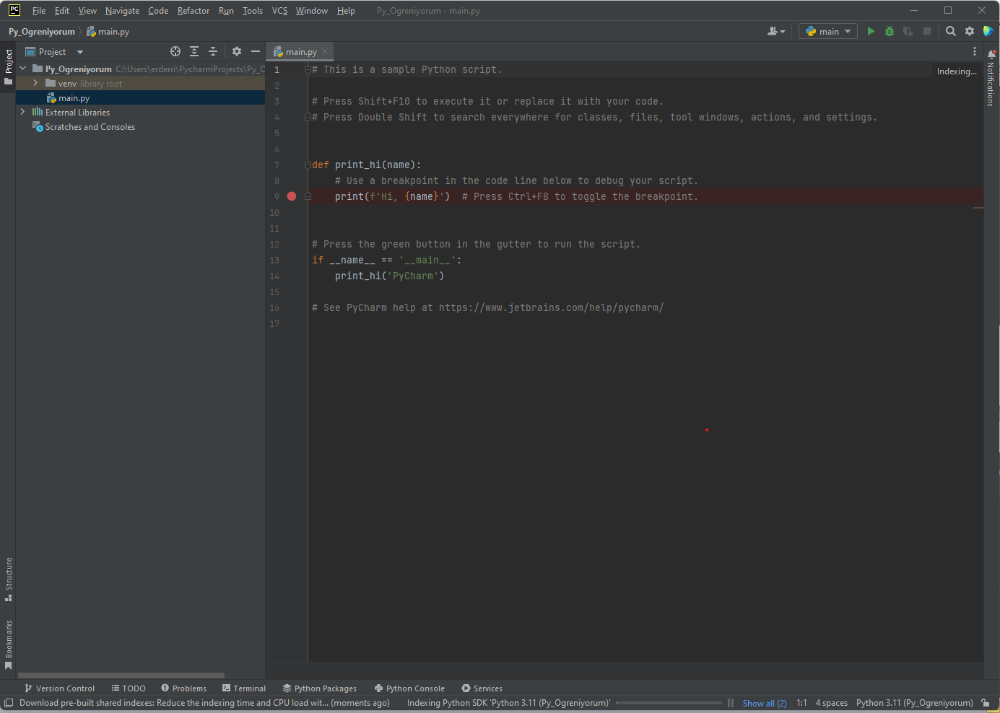 PC File Edit View Navigate Code Refactor Run Tools VCS Window Help Py_Ogreniyorum - main.py
Py_Ogreniyorum main.py main
Project
Project
main.py
Notifications
Py_Ogreniyorum C:\Users\erdem\PycharmProjects\Py_O
venv library root
main.py
External Libraries
Scratches and Consoles
Indexing...
1 # This is a sample Python script.
2
3 # Press Shift+F10 to execute it or replace it with your code.
4 # Press Double Shift to search everywhere for classes, files, tool windows, actions, and settings.
5
6
7 def print_hi(name):
8 # Use a breakpoint in the code line below to debug your script.
9 print(f'Hi, {name}')  # Press Ctrl+F8 to toggle the breakpoint.
10
11
12 # Press the green button in the gutter to run the script.
13 if __name__ == '__main__':
14 print_hi('PyCharm')
15
16 # See PyCharm help at https://www.jetbrains.com/help/pycharm/
17
Structure
Bookmarks
Version Control TODO Problems Terminal Python Packages Python Console Services
Download pre-built shared indexes: Reduce the indexing time and CPU load wit... (moments ago) Indexing Python SDK 'Python 3.11 (Py_Ogreniyorum)' Show all (2) 1:1 4 spaces Python 3.11 (Py_Ogreniyorum)